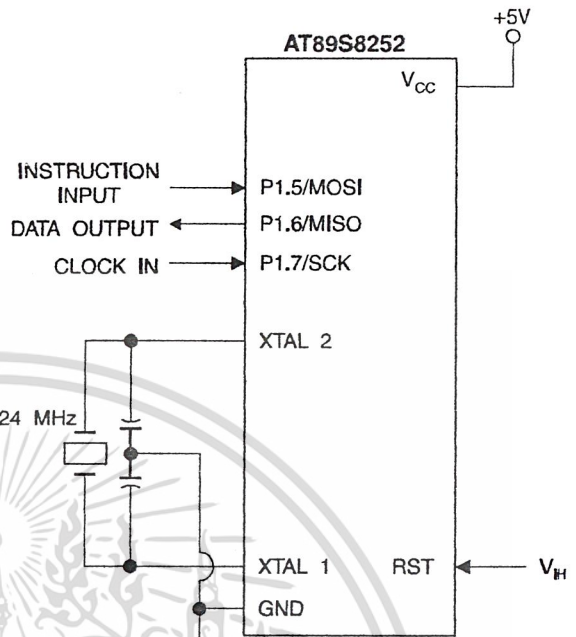 +5V
AT89S8252
VCC
INSTRUCTION
INPUT
P1.5/MOSI
DATA OUTPUT
P1.6/MISO
CLOCK IN
P1.7/SCK
XTAL 2
24 MHz
XTAL 1
RST
VIH
GND